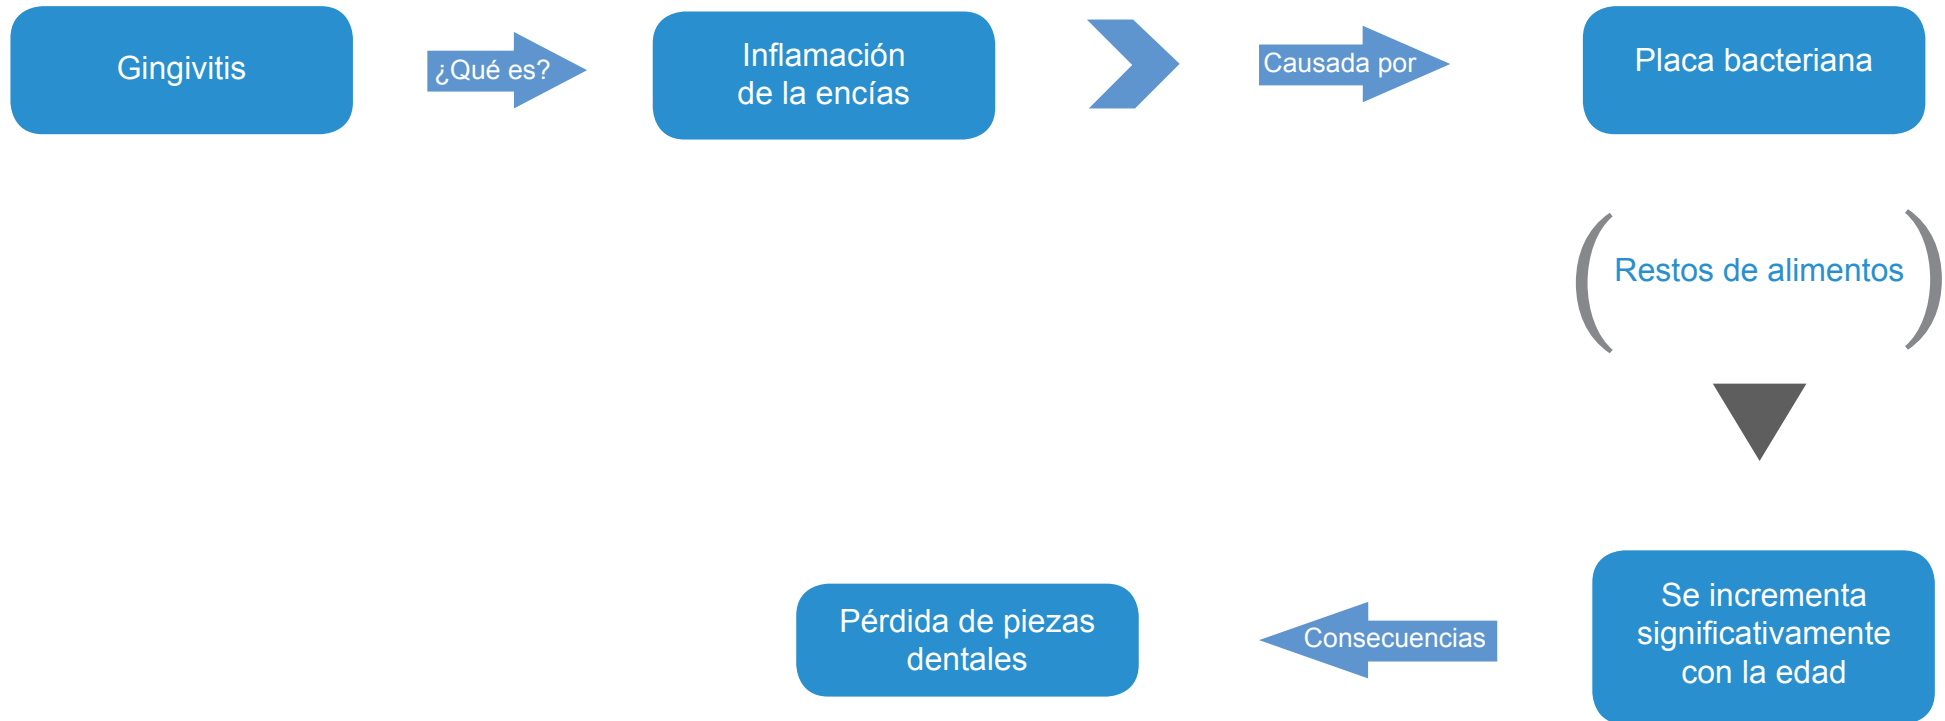 Gingivitis
¿Qué es?
Inflamación
de la encías
Causada por
Placa bacteriana
Restos de alimentos
Se incrementa
significativamente
con la edad
Consecuencias
Pérdida de piezas
dentales